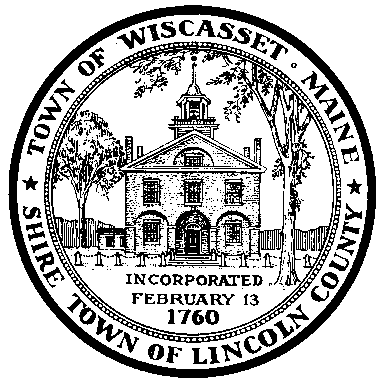 TOWN OF WISCASSET · MAINE
INCORPORATED
FEBRUARY 13
1760
★ SHIRE TOWN OF LINCOLN COUNTY ★